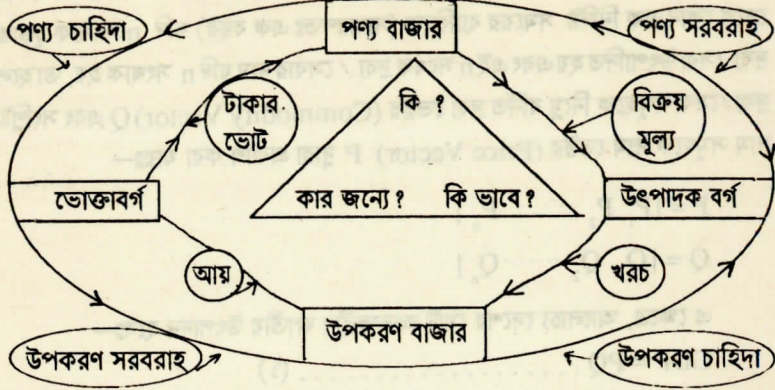 পণ্য চাহিদা
পণ্য বাজার
পণ্য সরবরাহ
টাকার
ভোট
কি ?
বিক্রয়
মূল্য
ভোক্তাবর্গ
কার জন্যে ?
কি ভাবে ?
উৎপাদক বর্গ
আয়
খরচ
উপকরণ বাজার
উপকরণ সরবরাহ
উপকরণ চাহিদা